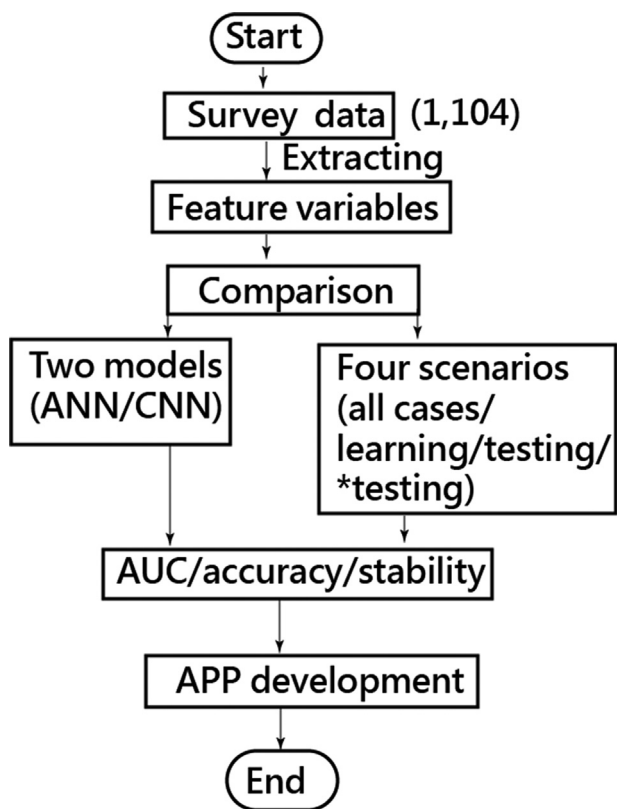 Start
Survey data (1,104)
Extracting
Feature variables
Comparison
Two models
(ANN/CNN)
Four scenarios
(all cases/
learning/testing/
*testing)
AUC/accuracy/stability
APP development
End